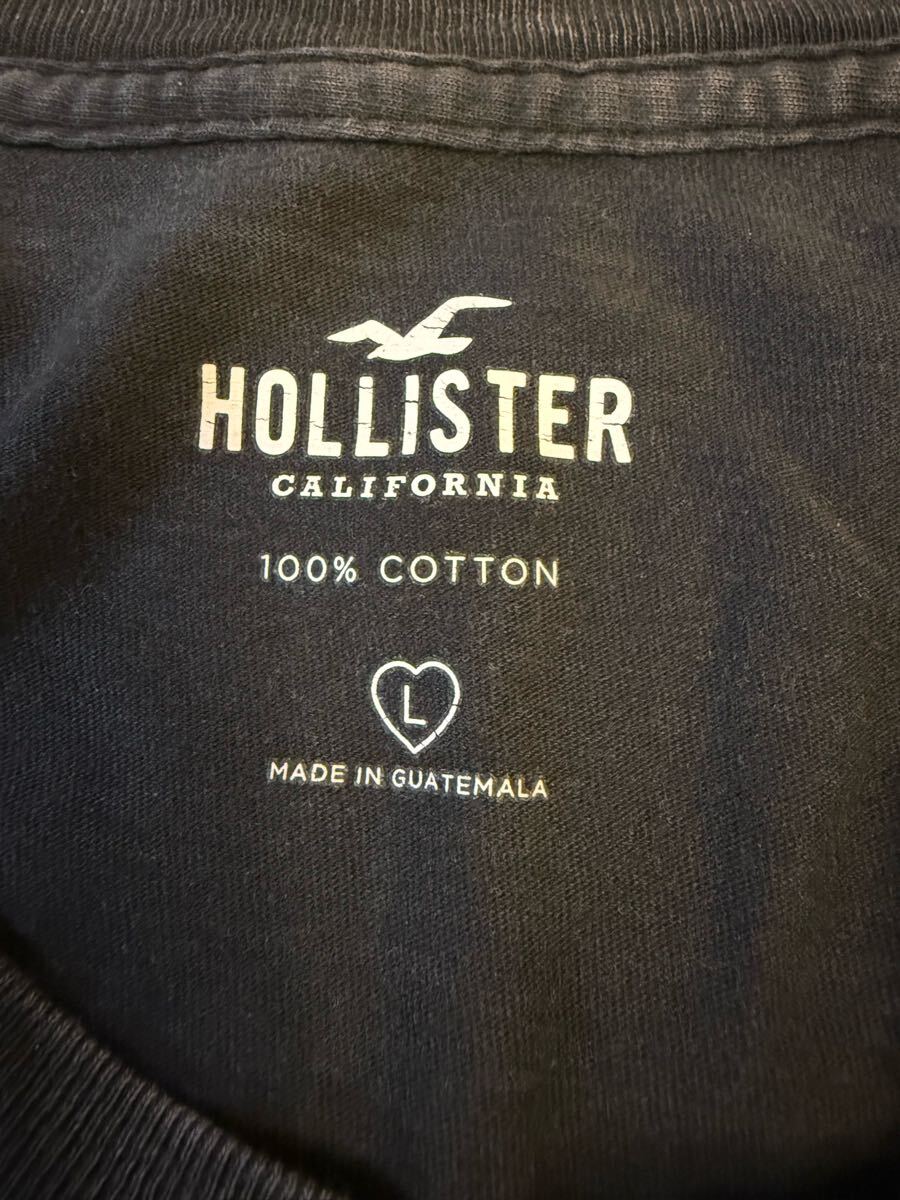 HOLLISTER
CALIFORNIA
100% COTTON
L
MADE IN GUATEMALA